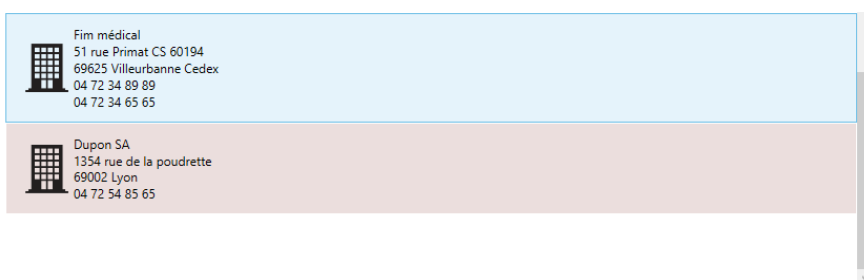 Fim médical
51 rue Primat CS 60194
69625 Villeurbanne Cedex
04 72 34 89 89
04 72 34 65 65
Dupon SA
1354 rue de la poudrette
69002 Lyon
04 72 54 85 65